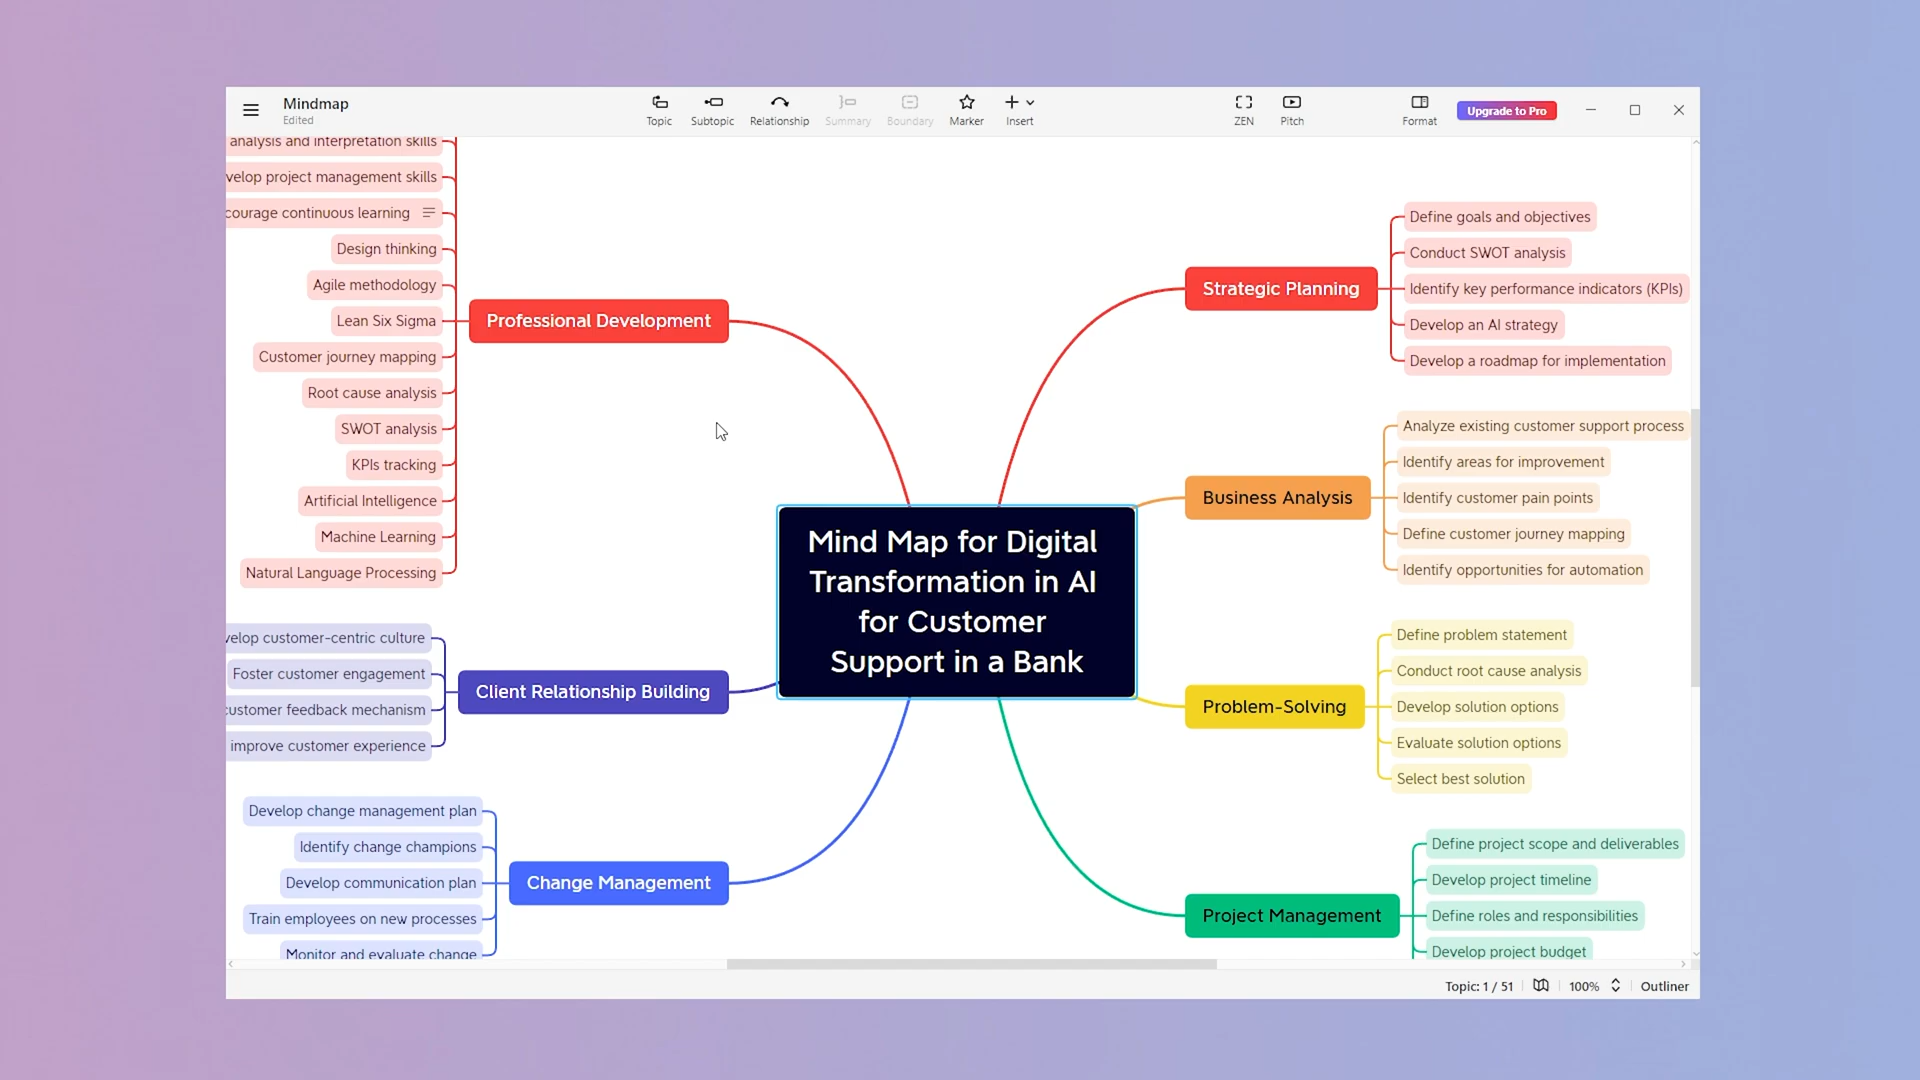 Mindmap
Edited
Topic
Subtopic
Relationship
Summary
Boundary
Marker
Insert
ZEN
Pitch
Format
Upgrade to Pro
analysis and interpretation skills
velop project management skills
courage continuous learning
Design thinking
Agile methodology
Lean Six Sigma
Customer journey mapping
Root cause analysis
SWOT analysis
KPIs tracking
Artificial Intelligence
Machine Learning
Natural Language Processing
Professional Development
velop customer-centric culture
Foster customer engagement
customer feedback mechanism
improve customer experience
Client Relationship Building
Develop change management plan
Identify change champions
Develop communication plan
Train employees on new processes
Monitor and evaluate change
Change Management
Mind Map for Digital
Transformation in AI
for Customer
Support in a Bank
Strategic Planning
Define goals and objectives
Conduct SWOT analysis
Identify key performance indicators (KPIs)
Develop an AI strategy
Develop a roadmap for implementation
Business Analysis
Analyze existing customer support process
Identify areas for improvement
Identify customer pain points
Define customer journey mapping
Identify opportunities for automation
Problem-Solving
Define problem statement
Conduct root cause analysis
Develop solution options
Evaluate solution options
Select best solution
Project Management
Define project scope and deliverables
Develop project timeline
Define roles and responsibilities
Develop project budget
Topic: 1 / 51
100%
Outliner